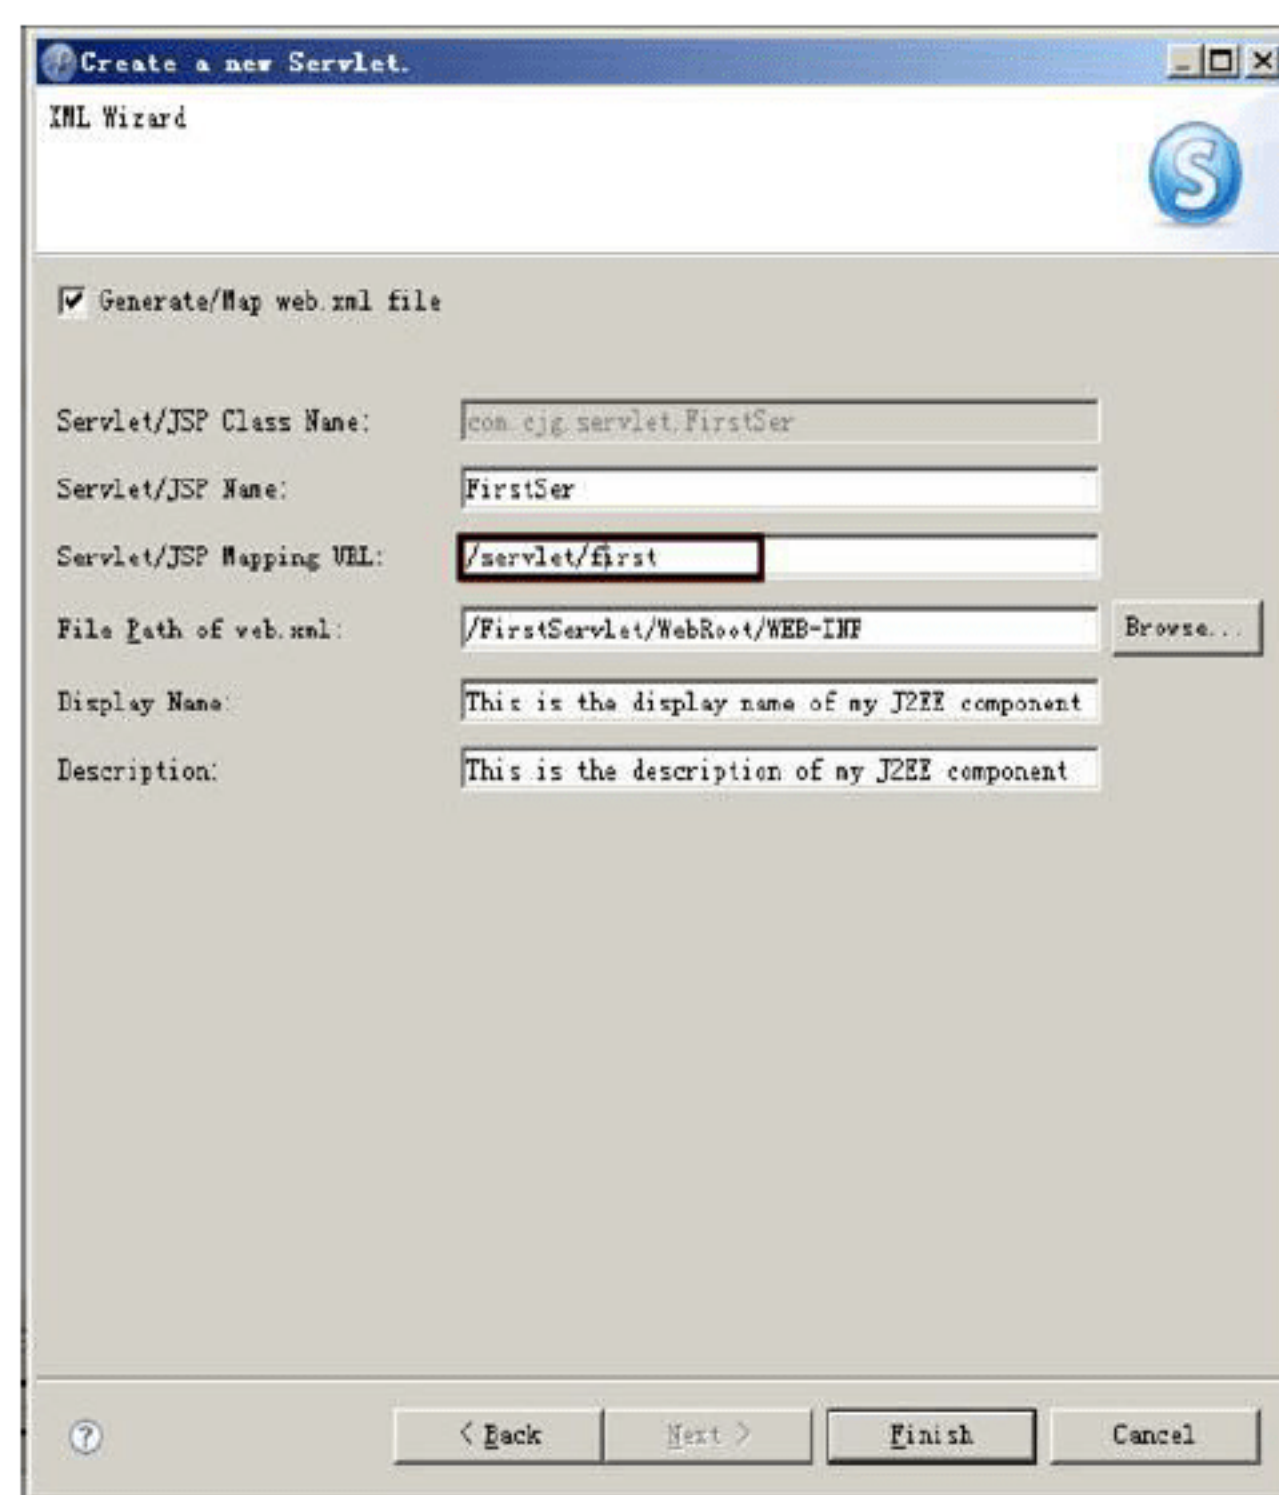 Create a new Servlet.
XML Wizard
S
Generate/Map web.xml file
Servlet/JSP Class Name: com.cjg.servlet.FirstSer
Servlet/JSP Name: FirstSer
Servlet/JSP Mapping URL: /servlet/first
File Path of web.xml: /FirstServlet/WebRoot/WEB-INF Browse...
Display Name: This is the display name of my J2EE component
Description: This is the description of my J2EE component
? < Back Next > Finish Cancel